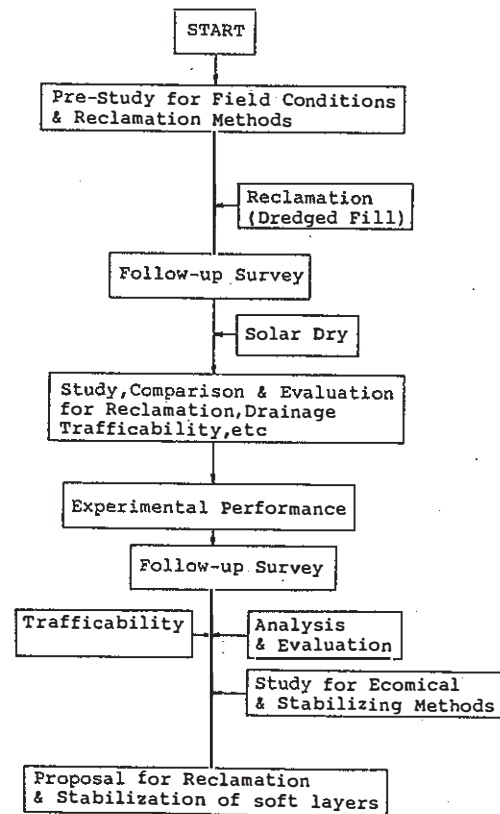 START
Pre-Study for Field Conditions
& Reclamation Methods
Reclamation
(Dredged Fill)
Follow-up Survey
Solar Dry
Study,Comparison & Evaluation
for Reclamation,Drainage
Trafficability,etc
Experimental Performance
Follow-up Survey
Trafficability
Analysis
& Evaluation
Study for Ecomical
& Stabilizing Methods
Proposal for Reclamation
& Stabilization of soft layers